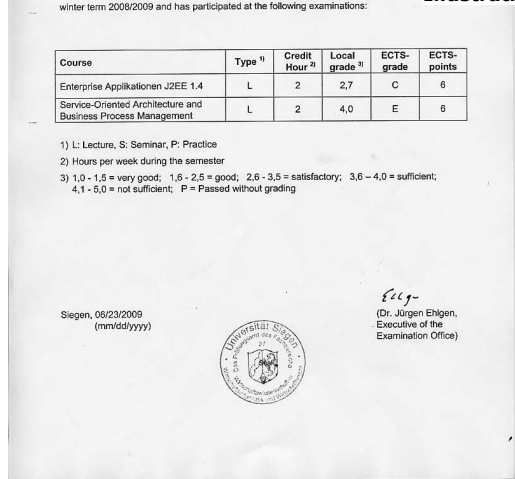 winter term 2008/2009 and has participated at the following examinations:
Course Type 1) Credit Hour 2) Local grade 3) ECTS-grade ECTS-points
Enterprise Applikationen J2EE 1.4 L 2 2,7 C 6
Service-Oriented Architecture and
Business Process Management L 2 4,0 E 6
1) L: Lecture, S: Seminar, P: Practice
2) Hours per week during the semester
3) 1,0 - 1,5 = very good; 1,6 - 2,5 = good; 2,6 - 3,5 = satisfactory; 3,6 – 4,0 = sufficient;
4,1 - 5,0 = not sufficient; P = Passed without grading
Siegen, 06/23/2009
(mm/dd/yyyy)
(Dr. Jürgen Ehlgen,
Executive of the
Examination Office)
Universität Siegen
27